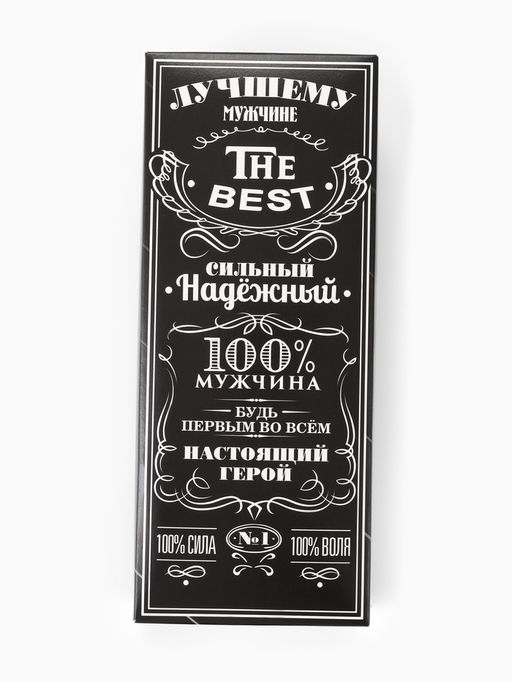 ЛУЧШЕМУ
МУЖЧИНЕ
THE
BEST
СИЛЬНЫЙ
• Надёжный •
100%
МУЖЧИНА
БУДЬ
ПЕРВЫМ ВО ВСЁМ
НАСТОЯЩИЙ
ГЕРОЙ
100% СИЛА №1 100% ВОЛЯ